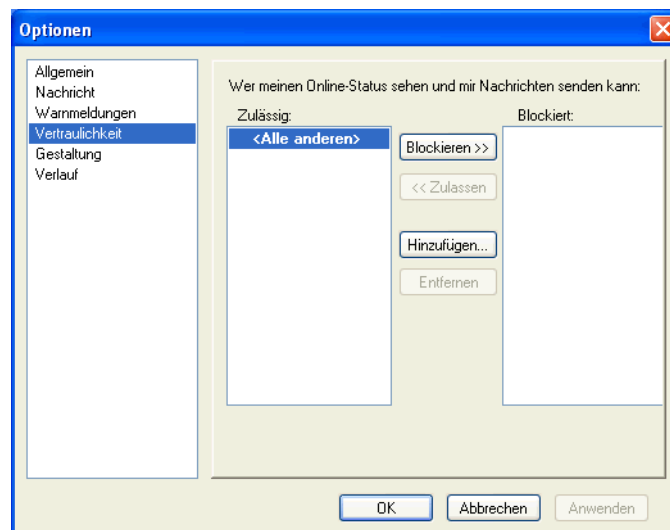 Optionen
Allgemein
Nachricht
Warnmeldungen
Vertraulichkeit
Gestaltung
Verlauf
Wer meinen Online-Status sehen und mir Nachrichten senden kann:
Zulässig:
<Alle anderen>
Blockieren >>
<< Zulassen
Hinzufügen...
Entfernen
Blockiert:
OK
Abbrechen
Anwenden